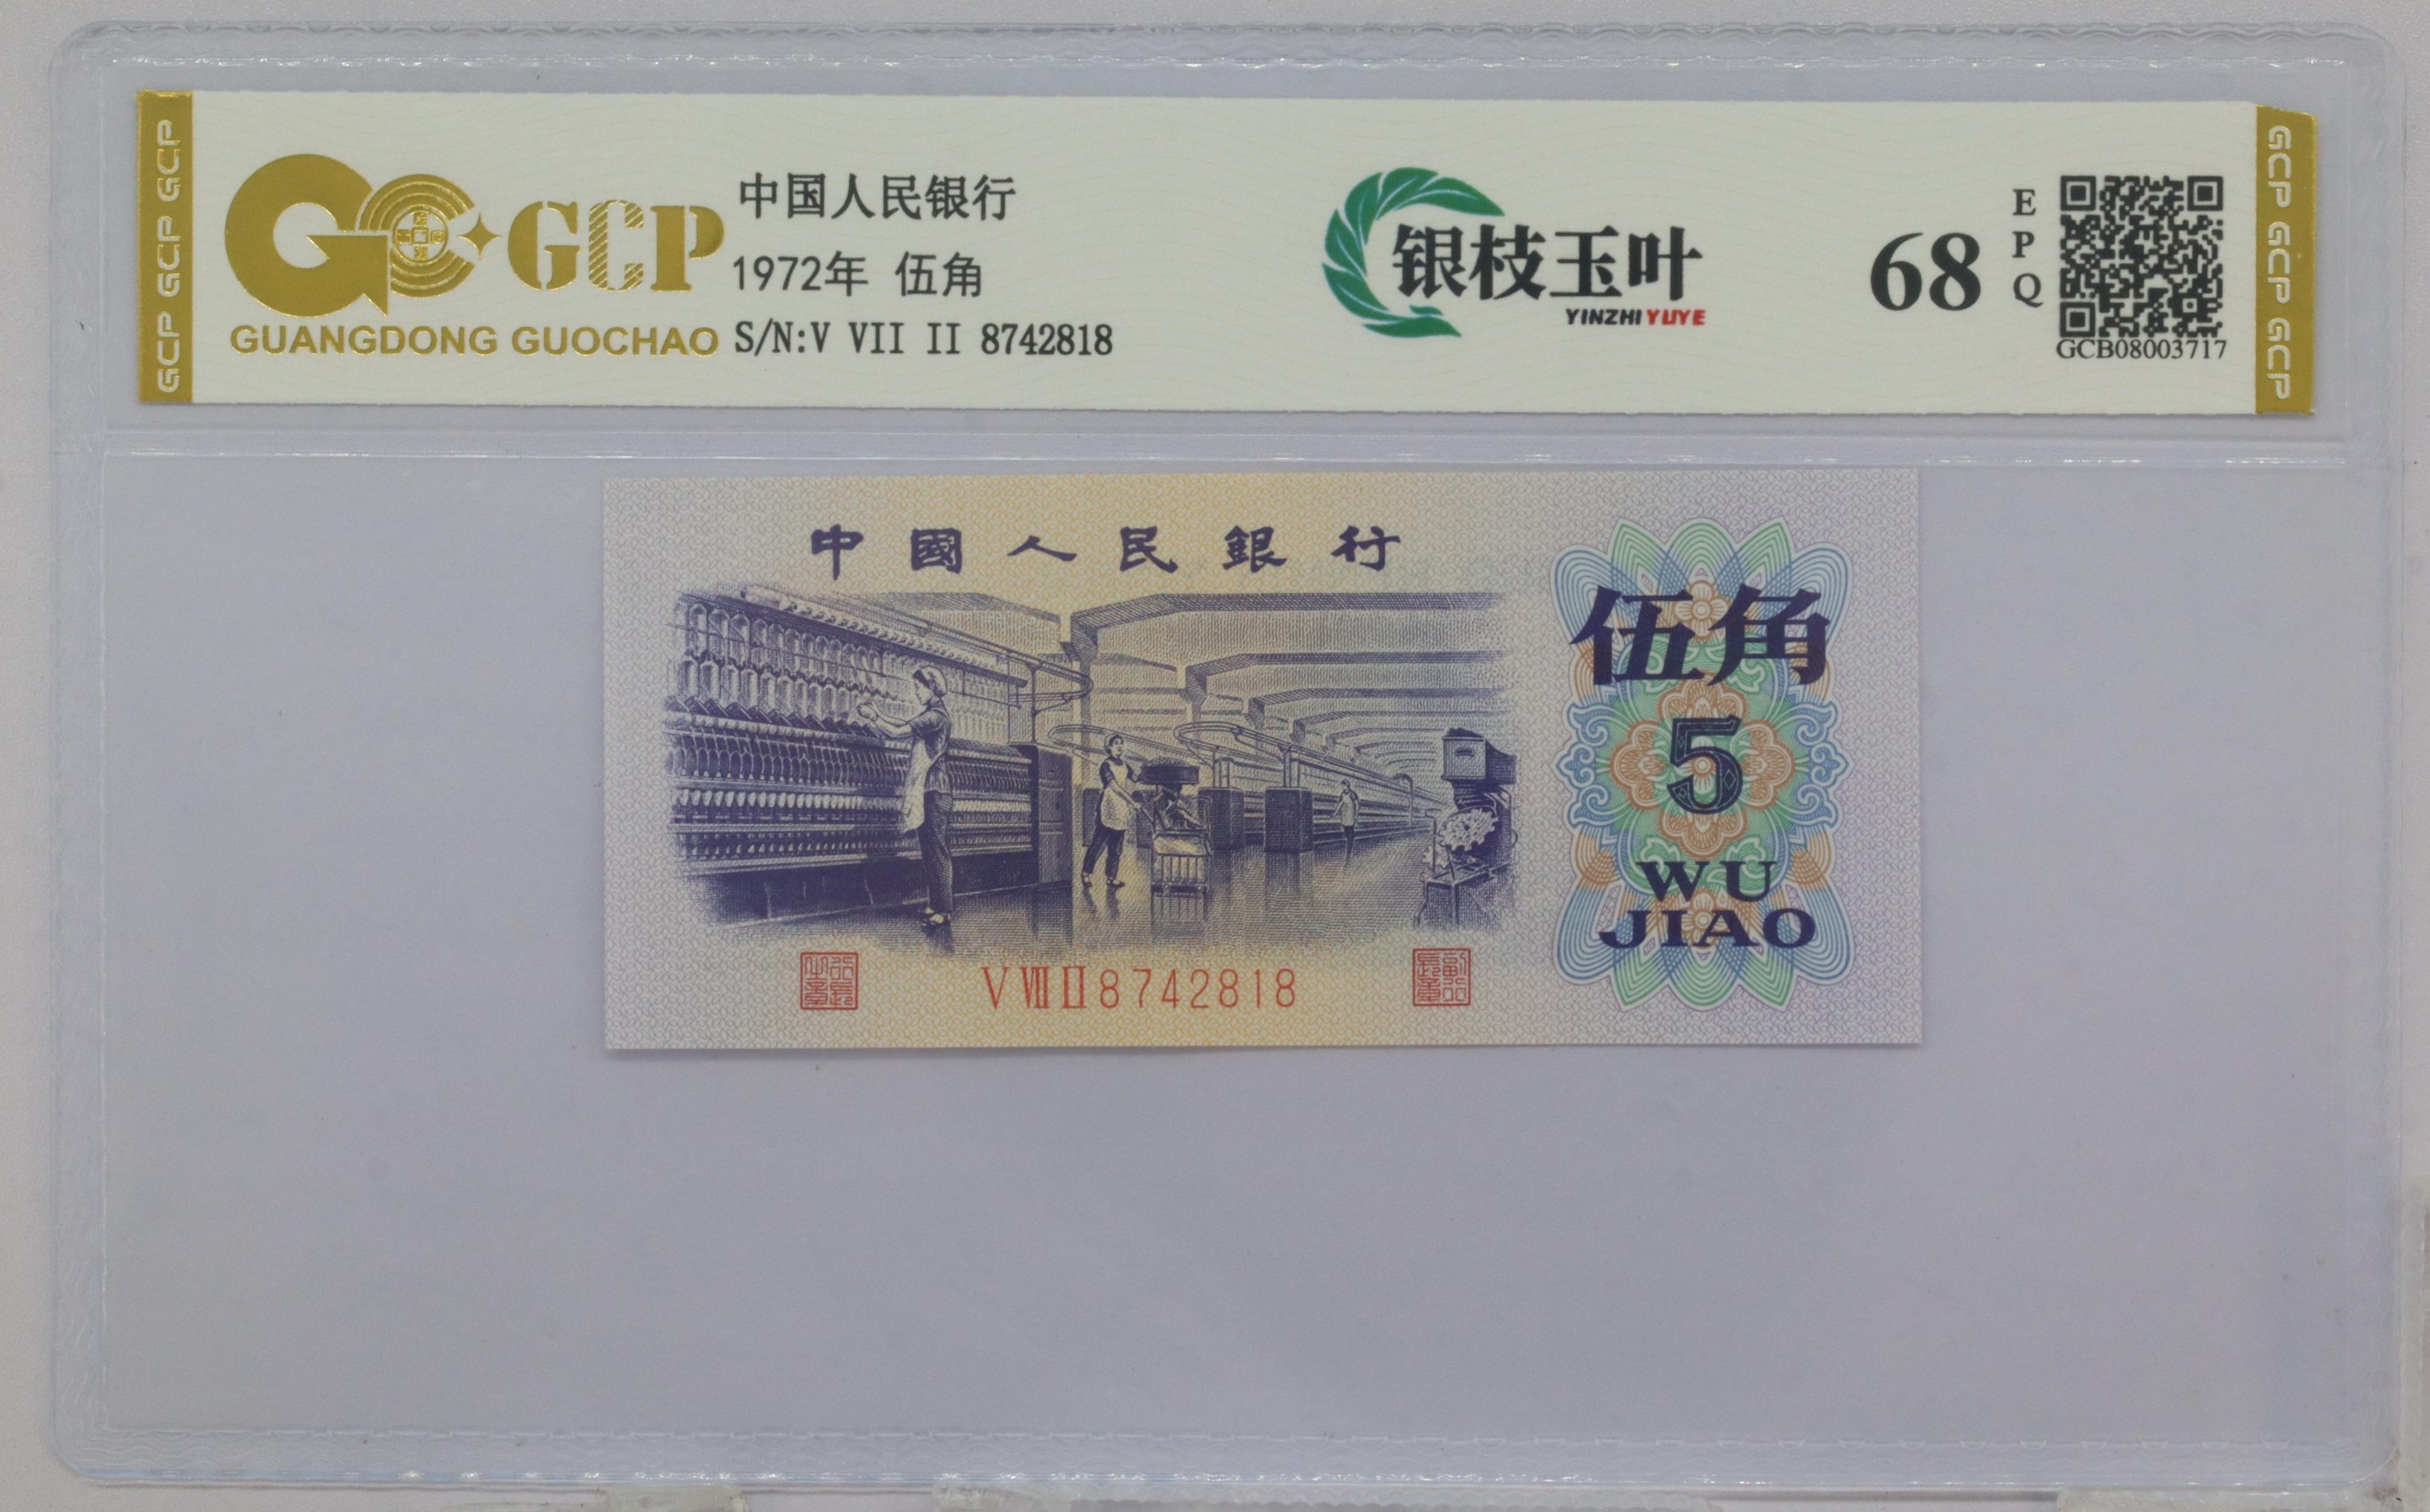 GCP GCP GCP
GCP
GUANGDONG GUOCHAO
中国人民银行
1972年 伍角
S/N:V VII II 8742818
银枝玉叶
YINZHIYUYE
68
EPQ
GCB08003717
GCP GCP GCP
中國人民銀行
伍角
5
WU
JIAO
V VII II 8742818